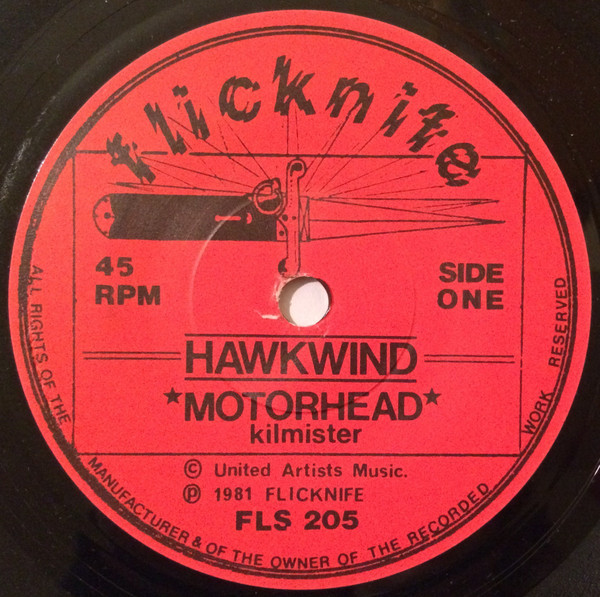 flicknife
45
RPM
SIDE
ONE
HAWKWIND
*MOTORHEAD*
kilmister
© United Artists Music.
℗ 1981 FLICKNIFE
FLS 205
ALL RIGHTS OF THE MANUFACTURER & OF THE OWNER OF THE RECORDED WORK RESERVED